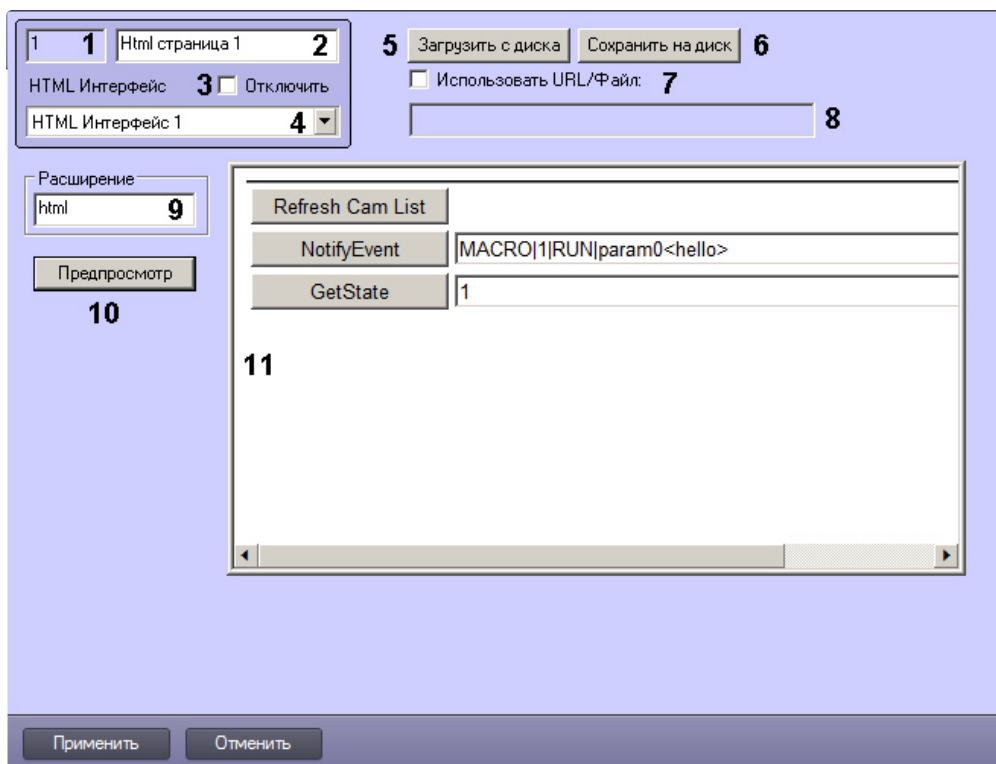 1 1 Html страница 1 2
HTML Интерфейс 3 Отключить
HTML Интерфейс 1 4
5 Загрузить с диска Сохранить на диск 6
Использовать URL/Файл: 7
8
Расширение
html 9
Предпросмотр
10
Refresh Cam List
NotifyEvent MACRO|1|RUN|param0<hello>
GetState 1
11
Применить Отменить